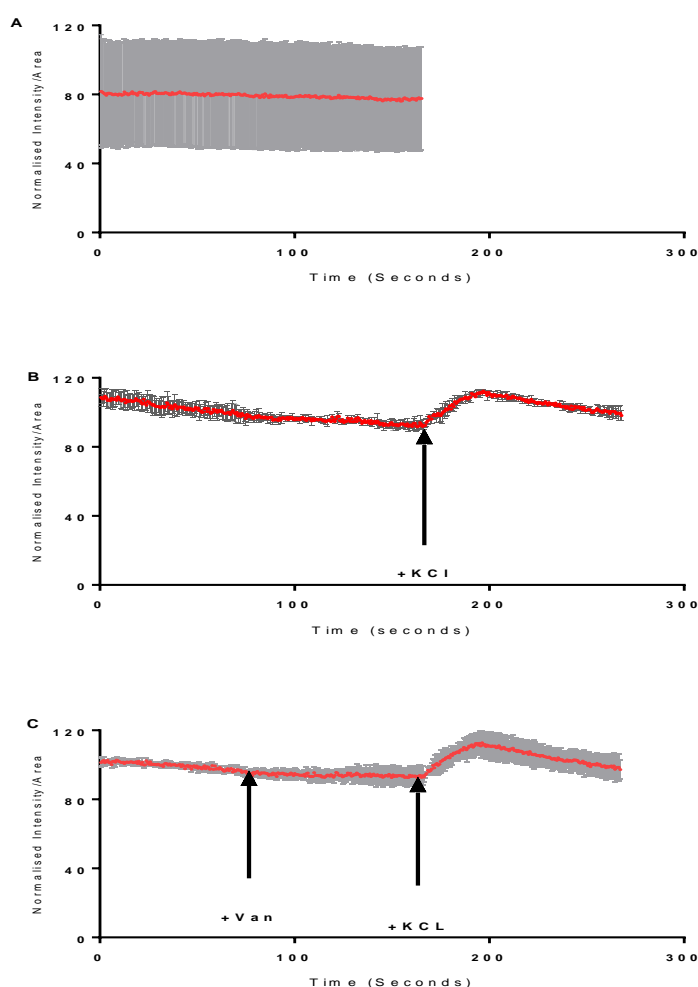 A
Normalised Intensity/Area
120
80
40
0
0 100 200 300
Time (Seconds)
B
Normalised Intensity/Area
120
80
40
0
+KCl
0 100 200 300
Time (seconds)
C
Normalised Intensity/Area
120
80
40
0
+Van
+KCL
0 100 200 300
Time (Seconds)